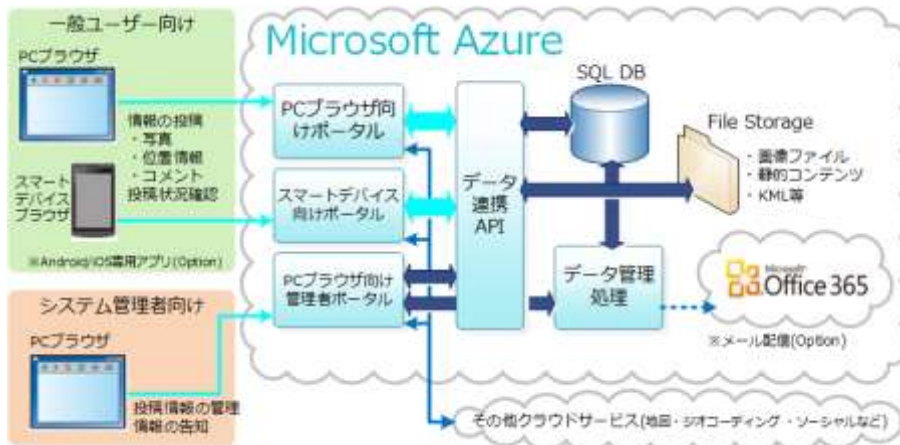 一般ユーザー向け
PCブラウザ
情報の投稿
・写真
・位置情報
・コメント
投稿状況確認
スマート
デバイス
ブラウザ
※Android/iOS専用アプリ(Option)
システム管理者向け
PCブラウザ
投稿情報の管理
情報の告知
Microsoft Azure
PCブラウザ向
けポータル
スマートデバイス
向けポータル
PCブラウザ向け
管理者ポータル
データ
連携
API
SQL DB
File Storage
・画像ファイル
・静的コンテンツ
・KML等
データ管理
処理
Microsoft
Office 365
※メール配信(Option)
その他クラウドサービス(地図・ジオコーディング・ソーシャルなど)